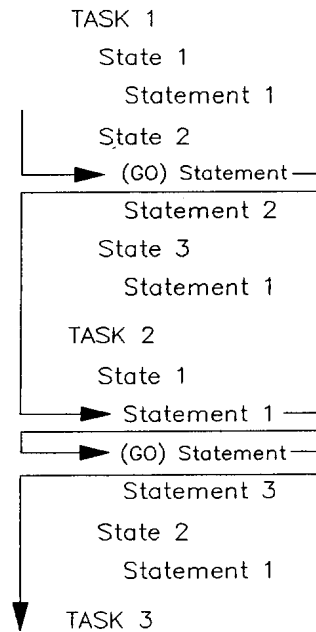 TASK 1
State 1
Statement 1
State 2
(GO) Statement
Statement 2
State 3
Statement 1
TASK 2
State 1
Statement 1
(GO) Statement
Statement 3
State 2
Statement 1
TASK 3